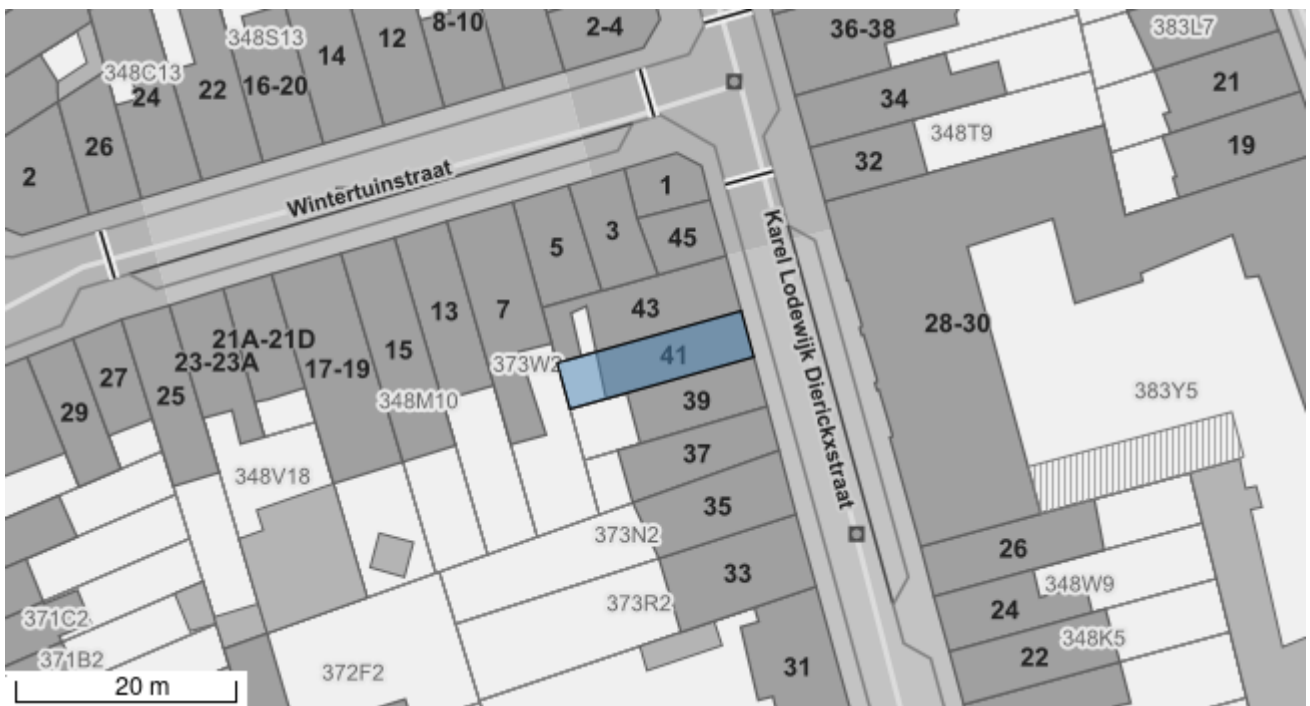 2-4
8-10
12
14
348S13
16-20
22
348C13
24
26
2
36-38
383L7
34
21
348T9
32
19
Wintertuinstraat
1
3
5
45
7
13
43
28-30
21A-21D
23-23A
17-19
15
41
373W2
27
25
29
39
383Y5
348M10
Karel Lodewijk Dierickxstraat
37
348V18
35
373N2
26
33
348W9
373R2
24
371C2
348K5
371B2
372F2
22
31
20 m